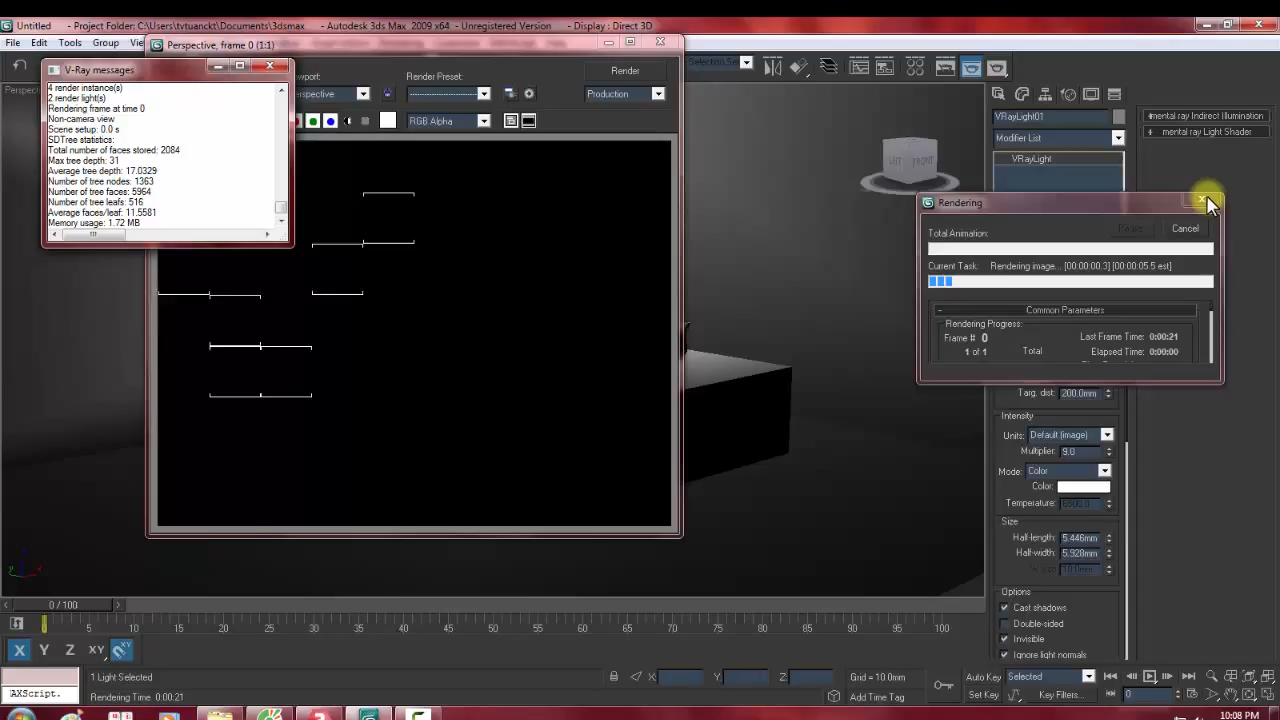 Untitled - Project Folder: C:\Users\tvtuanckt\Documents\3dsmax - Autodesk 3ds Max 2009 x64 - Unregistered Version - Display : Direct 3D
File Edit Tools Group
Perspective, frame 0 (1:1)
V-Ray messages
4 render instance(s)
2 render light(s)
Rendering frame at time 0
Non-camera view
Scene setup: 0.0 s
SDTree statistics:
Total number of faces stored: 2084
Max tree depth: 31
Average tree depth: 17.0329
Number of tree nodes: 1363
Number of tree faces: 5964
Number of tree leafs: 516
Average faces/leaf: 11.5581
Memory usage: 1.72 MB
Render Preset:
Render
Production
RGB Alpha
FRONT
VRayLight01
Modifier List
VRayLight
mental ray Indirect Illumination
+ mental ray Light Shader
Rendering
Pause
Cancel
Total Animation:
Current Task: Rendering image... [00:00:00.3] [00:00:05.5 est]
- Common Parameters
Rendering Progress:
Frame # 0
1 of 1
Total
Last Frame Time: 0:00:21
Elapsed Time: 0:00:00
Targ. dist: 200.0mm
Intensity
Units: Default (image)
Multiplier: 9.0
Mode: Color
Color:
Temperature:
Size
Half-length: 5.446mm
Half-width: 5.928mm
Options
Cast shadows
Double-sided
Invisible
Ignore light normals
0 / 100
0 5 10 15 20 25 30 35 40 45 50 55 60 65 70 75 80 85 90 95 100
X Y Z XY
1 Light Selected
X: Y: Z:
Grid = 10.0mm
Auto Key
Selected
AXScript.
Rendering Time 0:00:21
Add Time Tag
Set Key
Key Filters...
0
10:08 PM